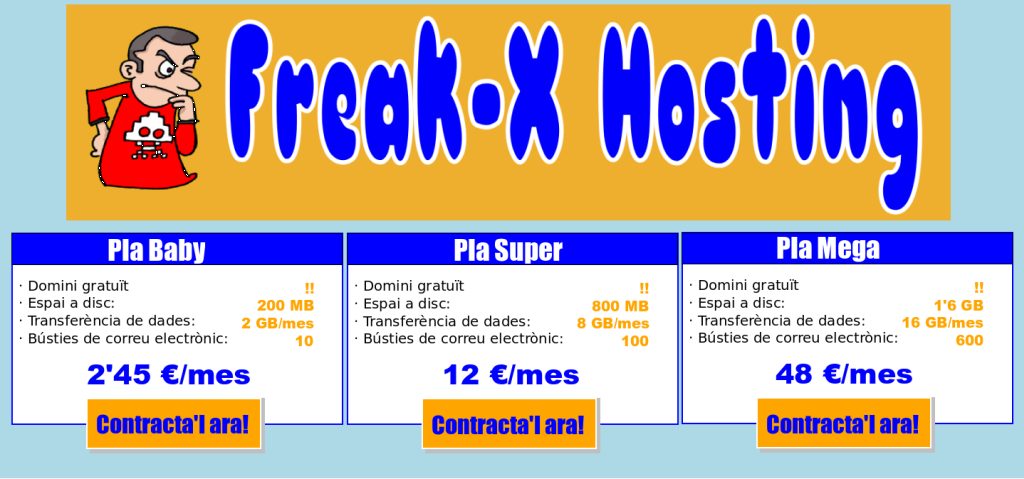 Freak-X Hosting
Pla Baby
· Domini gratuït !!
· Espai a disc: 200 MB
· Transferència de dades: 2 GB/mes
· Bústies de correu electrònic: 10
2'45 €/mes
Contracta'l ara!
Pla Super
· Domini gratuït !!
· Espai a disc: 800 MB
· Transferència de dades: 8 GB/mes
· Bústies de correu electrònic: 100
12 €/mes
Contracta'l ara!
Pla Mega
· Domini gratuït !!
· Espai a disc: 1'6 GB
· Transferència de dades: 16 GB/mes
· Bústies de correu electrònic: 600
48 €/mes
Contracta'l ara!